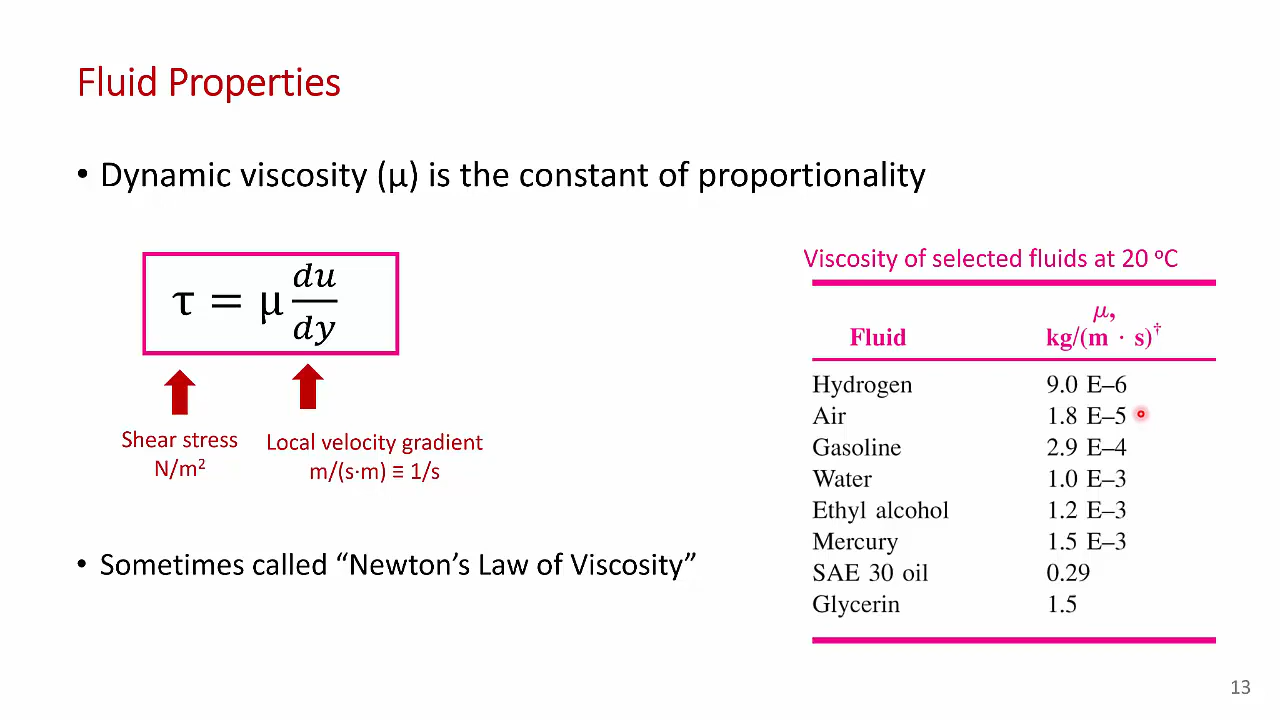 Fluid Properties
• Dynamic viscosity (μ) is the constant of proportionality
τ = μ du/dy
Shear stress
N/m²
Local velocity gradient
m/(s·m) ≡ 1/s
• Sometimes called “Newton’s Law of Viscosity”
Viscosity of selected fluids at 20 ᵒC
μ,
Fluid kg/(m · s)†
Hydrogen 9.0 E–6
Air 1.8 E–5
Gasoline 2.9 E–4
Water 1.0 E–3
Ethyl alcohol 1.2 E–3
Mercury 1.5 E–3
SAE 30 oil 0.29
Glycerin 1.5
13